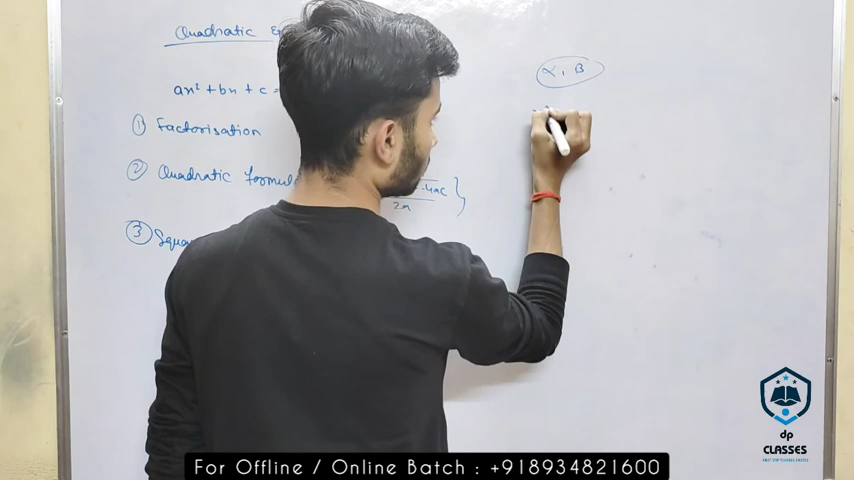 Quadratic
ax² + bx + c =
① Factorisation
② Quadratic formul
-4ac
2a
③ Squa
α, β
dp
CLASSES
For Offline / Online Batch : +918934821600